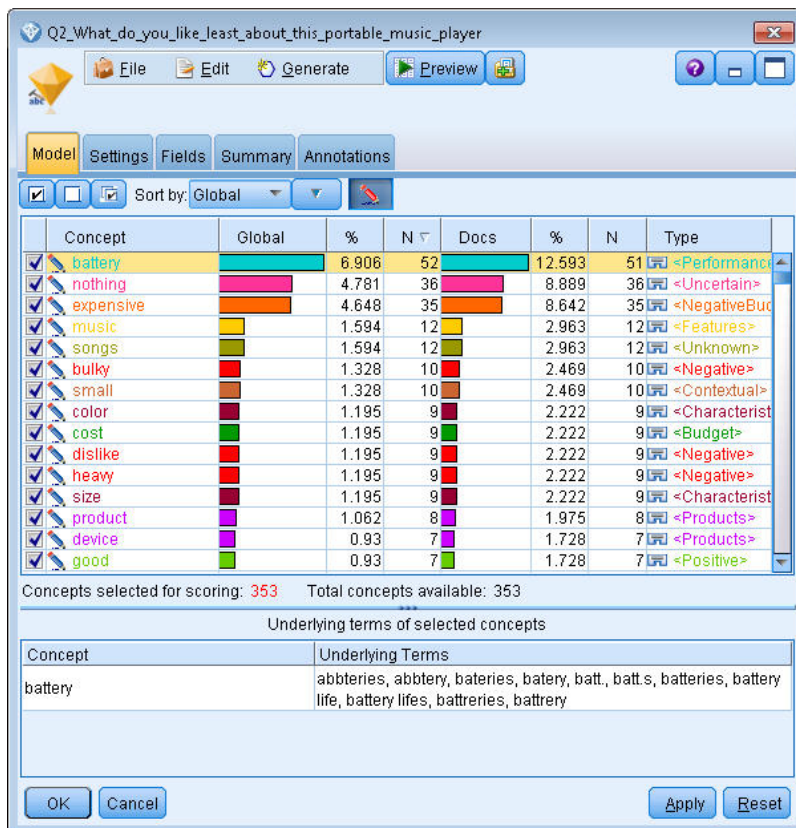 Q2_What_do_you_like_least_about_this_portable_music_player
File Edit Generate Preview
abc
Model Settings Fields Summary Annotations
Sort by: Global
Concept Global % N Docs % N Type
battery 6.906 52 12.593 51 <Performance
nothing 4.781 36 8.889 36 <Uncertain>
expensive 4.648 35 8.642 35 <NegativeBud
music 1.594 12 2.963 12 <Features>
songs 1.594 12 2.963 12 <Unknown>
bulky 1.328 10 2.469 10 <Negative>
small 1.328 10 2.469 10 <Contextual>
color 1.195 9 2.222 9 <Characterist
cost 1.195 9 2.222 9 <Budget>
dislike 1.195 9 2.222 9 <Negative>
heavy 1.195 9 2.222 9 <Negative>
size 1.195 9 2.222 9 <Characterist
product 1.062 8 1.975 8 <Products>
device 0.93 7 1.728 7 <Products>
good 0.93 7 1.728 7 <Positive>
Concepts selected for scoring: 353 Total concepts available: 353
Underlying terms of selected concepts
Concept Underlying Terms
battery abbteries, abbtery, bateries, batery, batt., batt.s, batteries, battery
life, battery lifes, battreries, battrery
OK Cancel Apply Reset